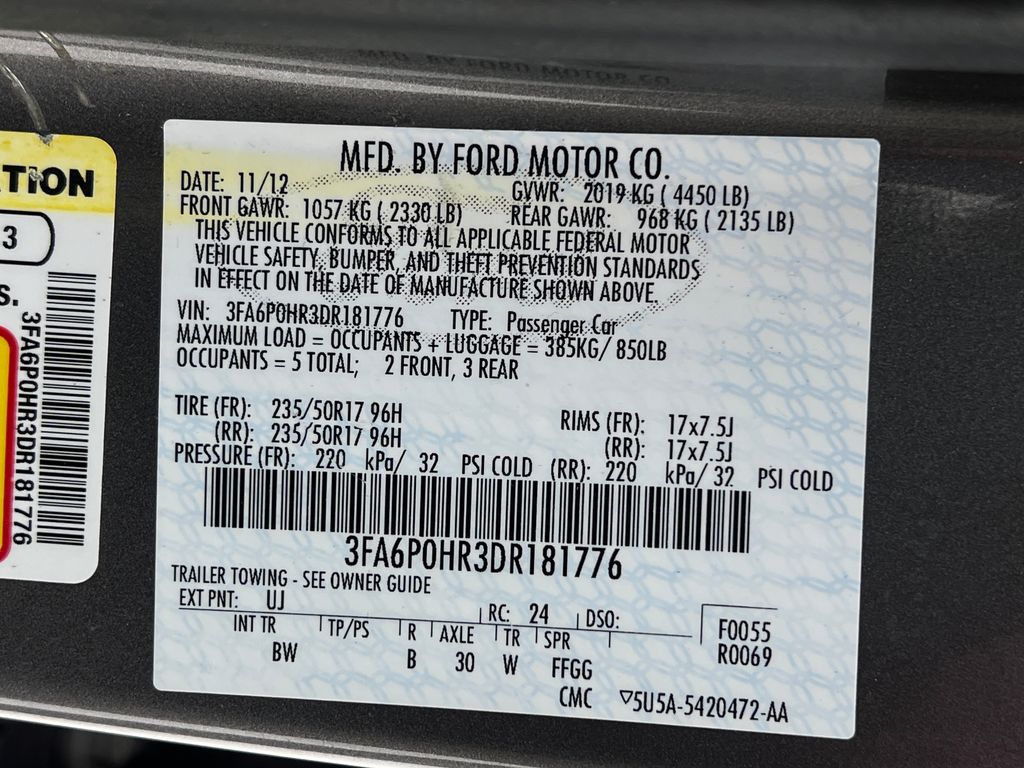 MFD. BY FORD MOTOR CO.
DATE: 11/12 GVWR: 2019 KG ( 4450 LB)
FRONT GAWR: 1057 KG ( 2330 LB) REAR GAWR: 968 KG ( 2135 LB)
THIS VEHICLE CONFORMS TO ALL APPLICABLE FEDERAL MOTOR
VEHICLE SAFETY, BUMPER, AND THEFT PREVENTION STANDARDS
IN EFFECT ON THE DATE OF MANUFACTURE SHOWN ABOVE.
VIN: 3FA6P0HR3DR181776 TYPE: Passenger Car
MAXIMUM LOAD = OCCUPANTS + LUGGAGE = 385KG/ 850LB
OCCUPANTS = 5 TOTAL; 2 FRONT, 3 REAR
TIRE (FR): 235/50R17 96H RIMS (FR): 17x7.5J
(RR): 235/50R17 96H (RR): 17x7.5J
PRESSURE (FR): 220 kPa/ 32 PSI COLD (RR): 220 kPa/ 32 PSI COLD
3FA6P0HR3DR181776
TRAILER TOWING - SEE OWNER GUIDE
EXT PNT: UJ RC: 24 DSO: F0055
INT TR TP/PS R AXLE TR SPR R0069
BW B 30 W FFGG
CMC 5U5A-5420472-AA
TION
3
S.
3FA6P0HR3DR181776
MFD. BY FORD MOTOR CO.